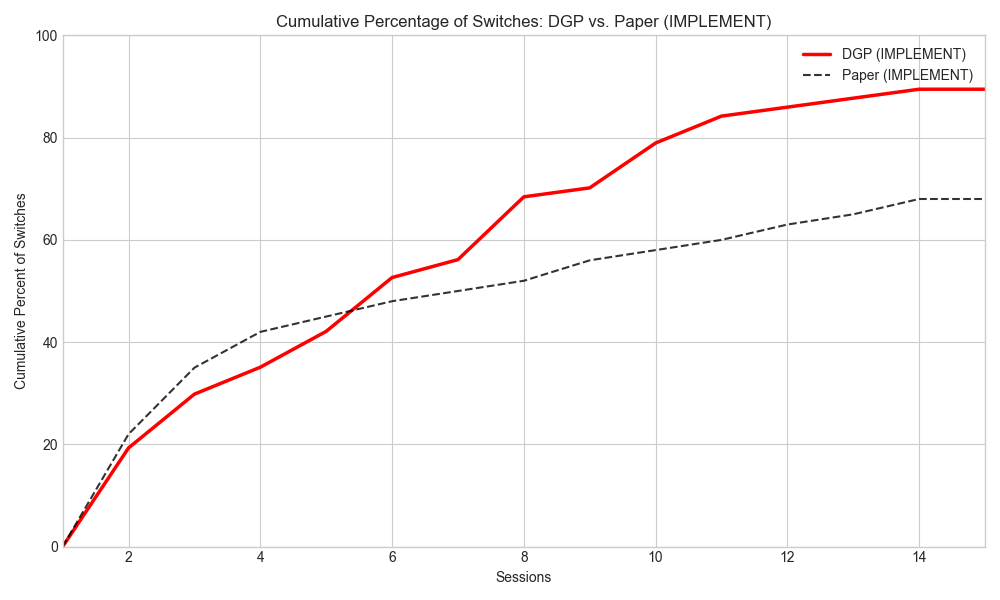 Cumulative Percentage of Switches: DGP vs. Paper (IMPLEMENT)
DGP (IMPLEMENT)
Paper (IMPLEMENT)
Cumulative Percent of Switches
100
80
60
40
20
0
2 4 6 8 10 12 14
Sessions